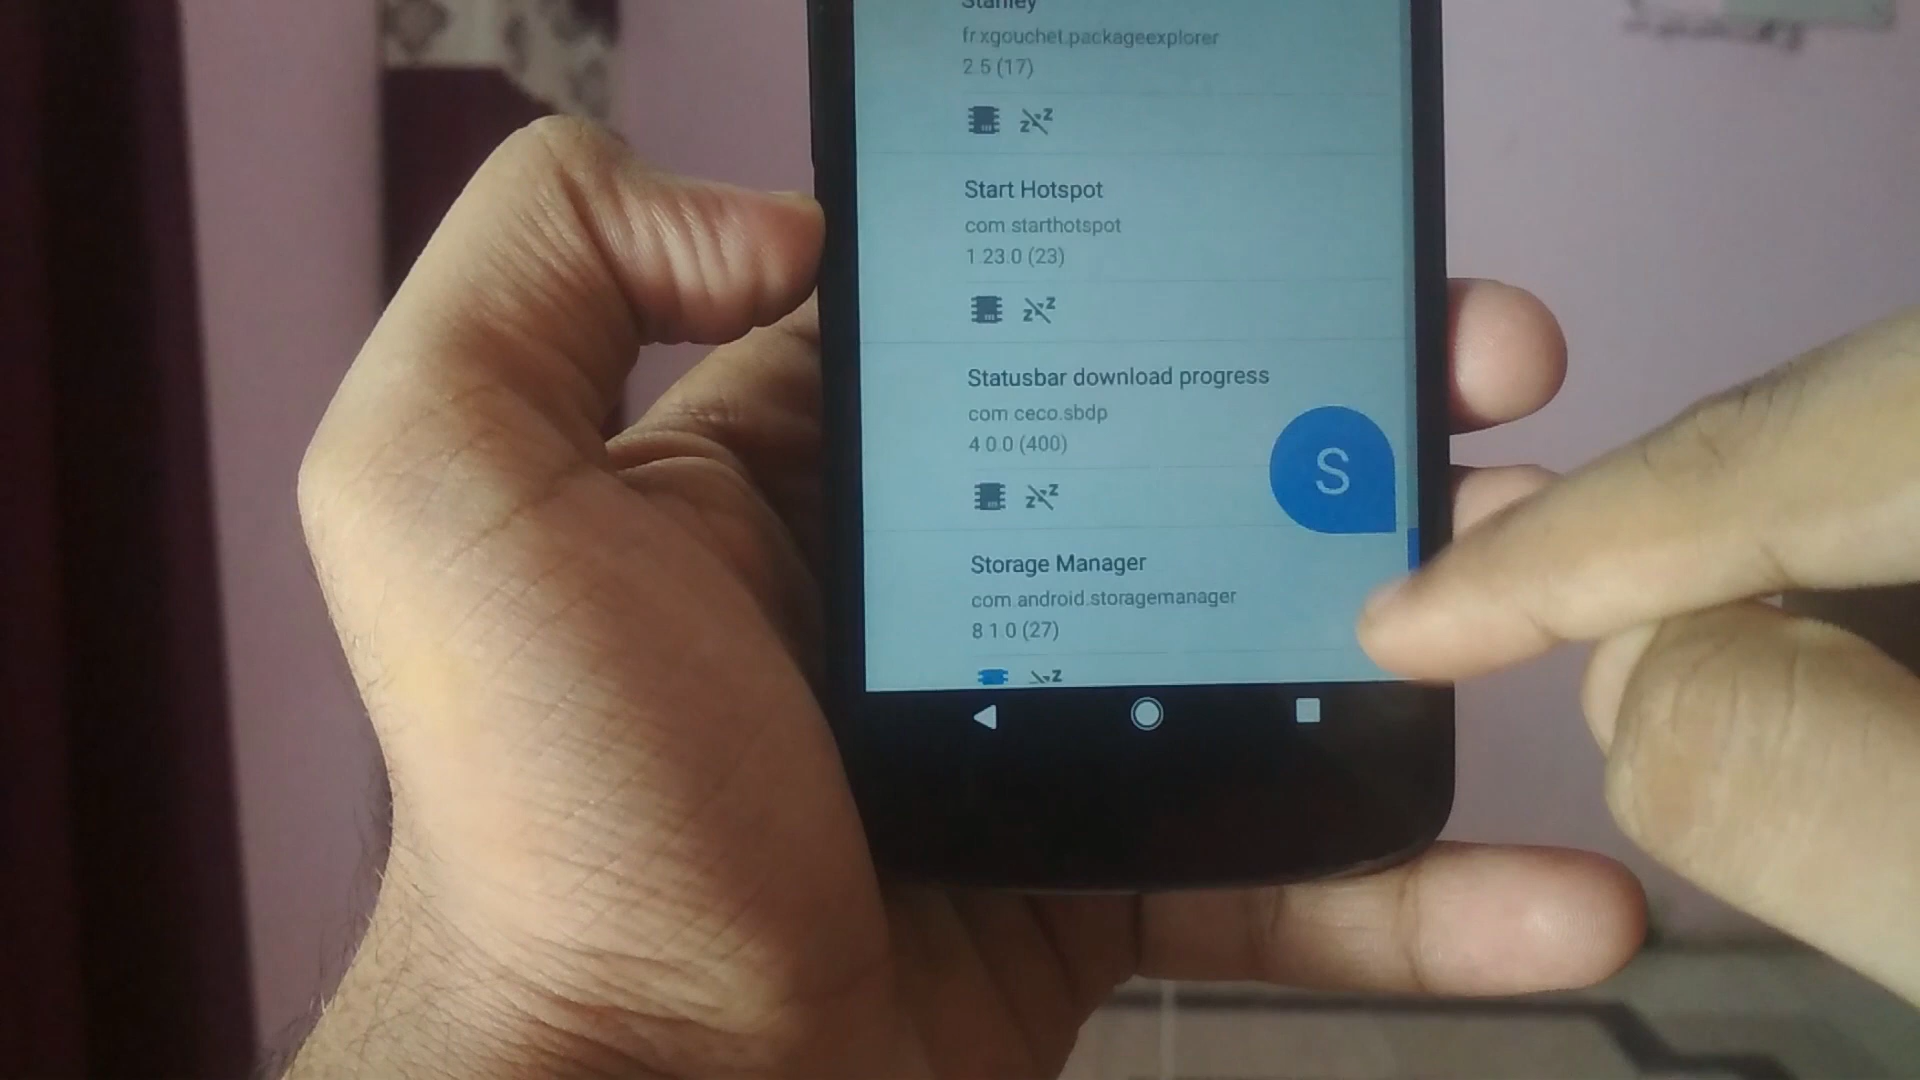 Stanley
fr.xgouchet.packageexplorer
2.5 (17)
Start Hotspot
com.starthotspot
1.23.0 (23)
Statusbar download progress
com.ceco.sbdp
4.0.0 (400)
S
Storage Manager
com.android.storagemanager
8.1.0 (27)